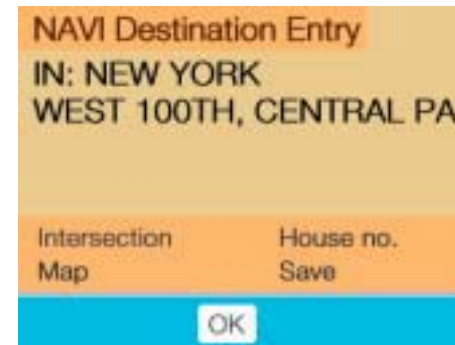 NAVI Destination Entry
IN: NEW YORK
WEST 100TH, CENTRAL PA
Intersection House no.
Map Save
OK